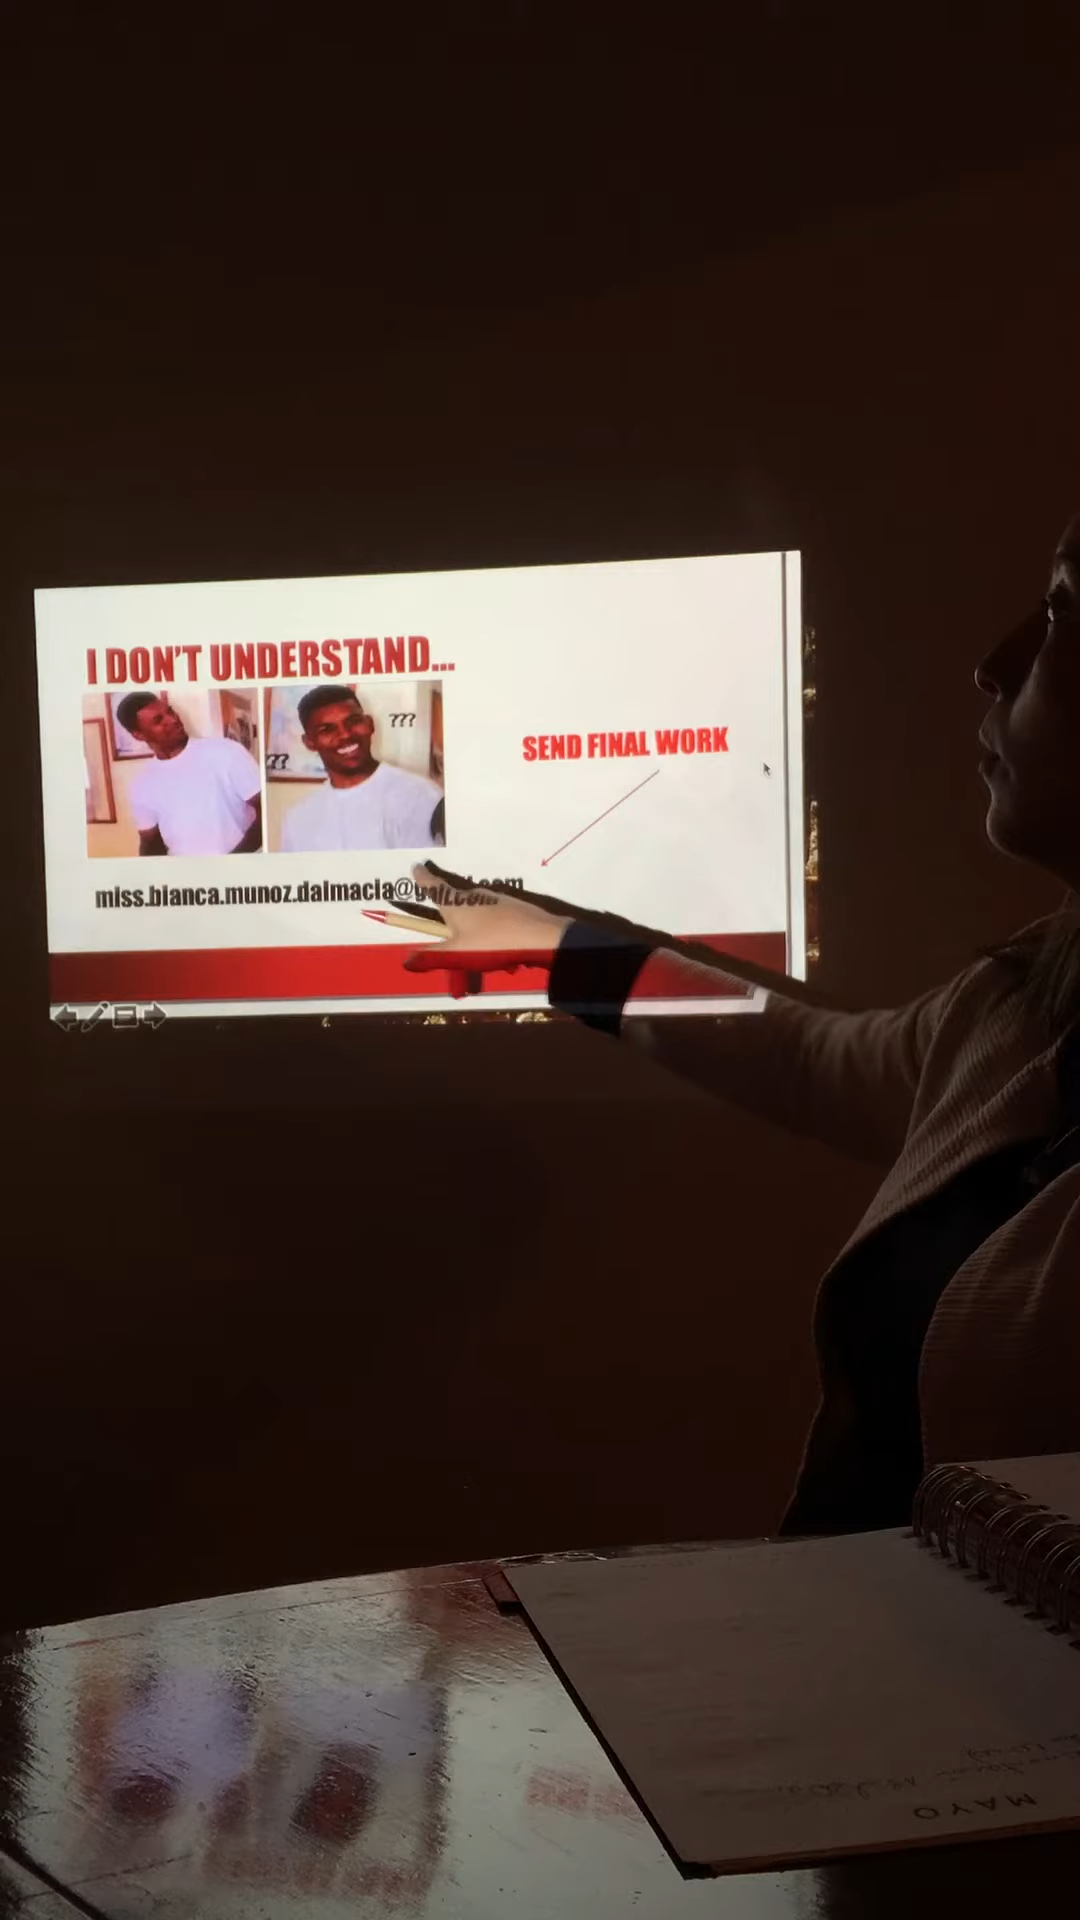 I DON'T UNDERSTAND...
???
??
SEND FINAL WORK
miss.bianca.munoz.dalmacia@
MAYO